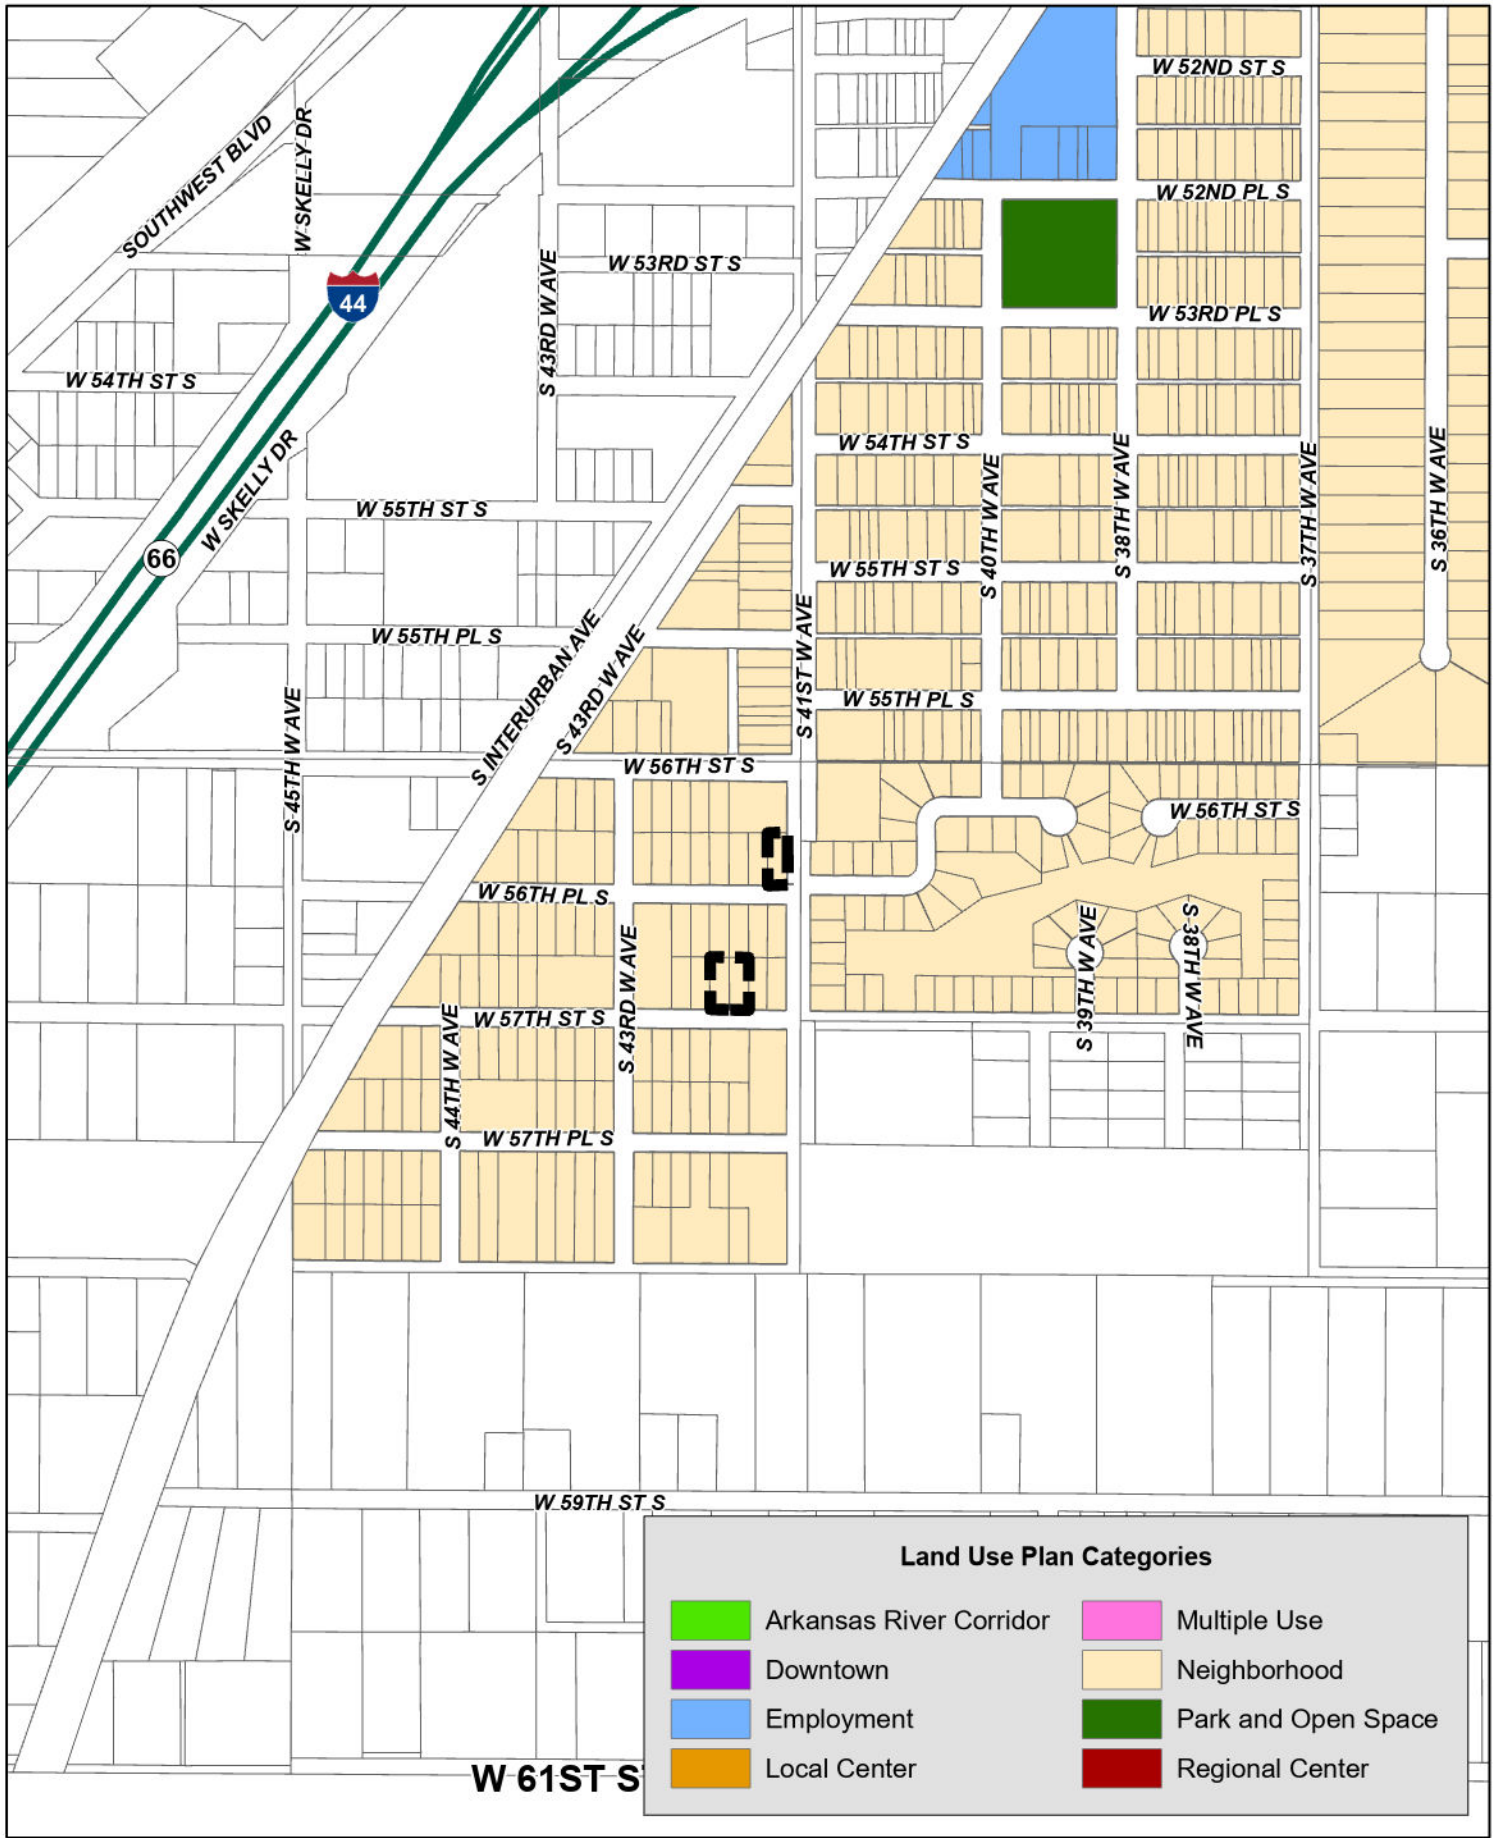 W 52ND ST S
SOUTHWEST BLVD
W SKELLY DR
W 52ND PL S
W 53RD ST S
44
S 43RD W AVE
W 53RD PL S
W 54TH ST S
W 54TH ST S
W SKELLY DR
S 40TH W AVE
S 38TH W AVE
S 37TH W AVE
S 36TH W AVE
W 55TH ST S
66
W 55TH ST S
W 55TH PL S
S INTERURBAN AVE
S 43RD W AVE
S 41ST W AVE
W 55TH PL S
S 45TH W AVE
W 56TH ST S
W 56TH ST S
W 56TH PL S
S 43RD W AVE
S 39TH W AVE
S 38TH W AVE
W 57TH ST S
S 44TH W AVE
W 57TH PL S
W 59TH ST S
W 61ST S
Land Use Plan Categories
Arkansas River Corridor
Multiple Use
Downtown
Neighborhood
Employment
Park and Open Space
Local Center
Regional Center